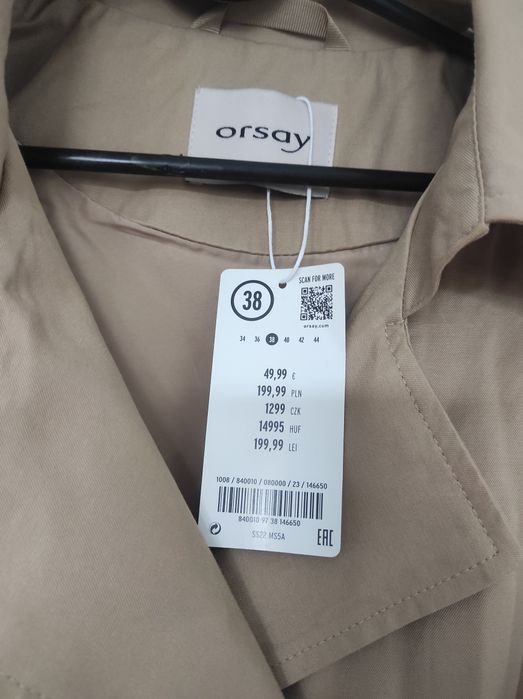 orsay
38
SCAN FOR MORE
orsay.com
34 36 38 40 42 44
49,99 €
199,99 PLN
1299 CZK
14995 HUF
199,99 LEI
1008 / 840010 / 080000 / 23 / 146650
840010 97 38 146650
SS22 MS5A
EAC